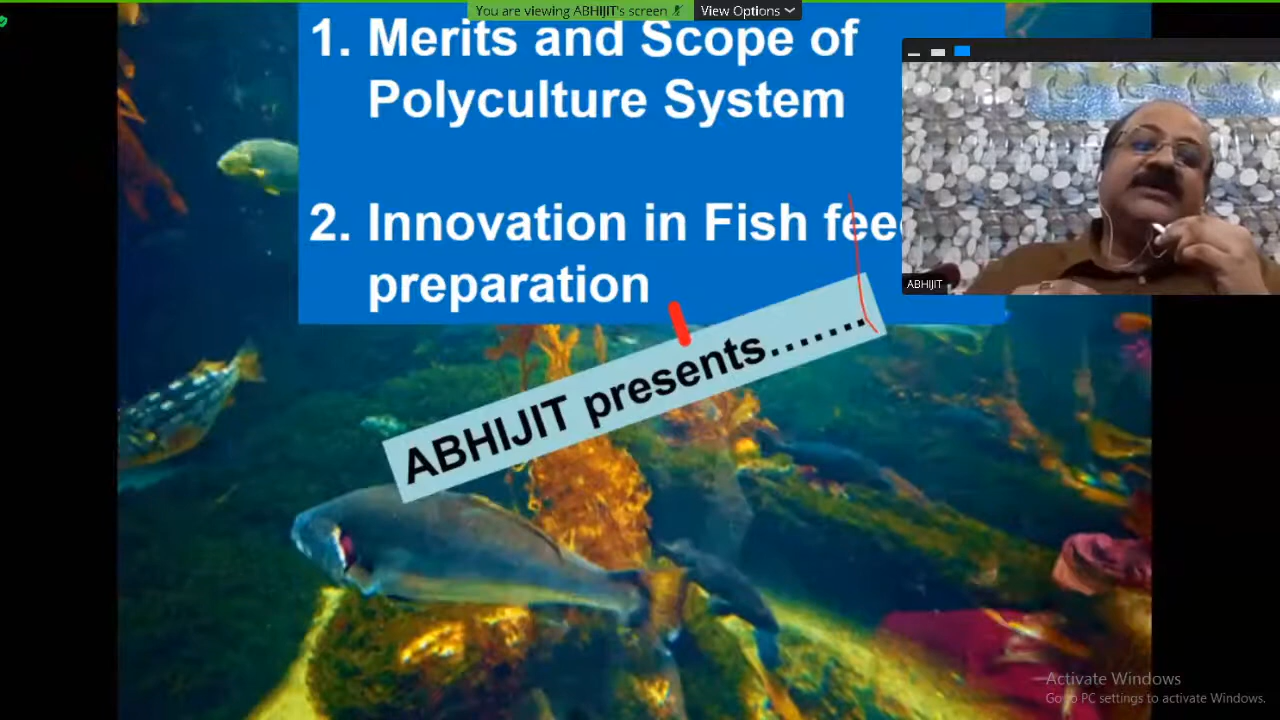 You are viewing ABHIJIT's screen
View Options
1. Merits and Scope of
Polyculture System
2. Innovation in Fish fee
preparation
ABHIJIT presents.......
ABHIJIT
Activate Windows
Go to PC settings to activate Windows.